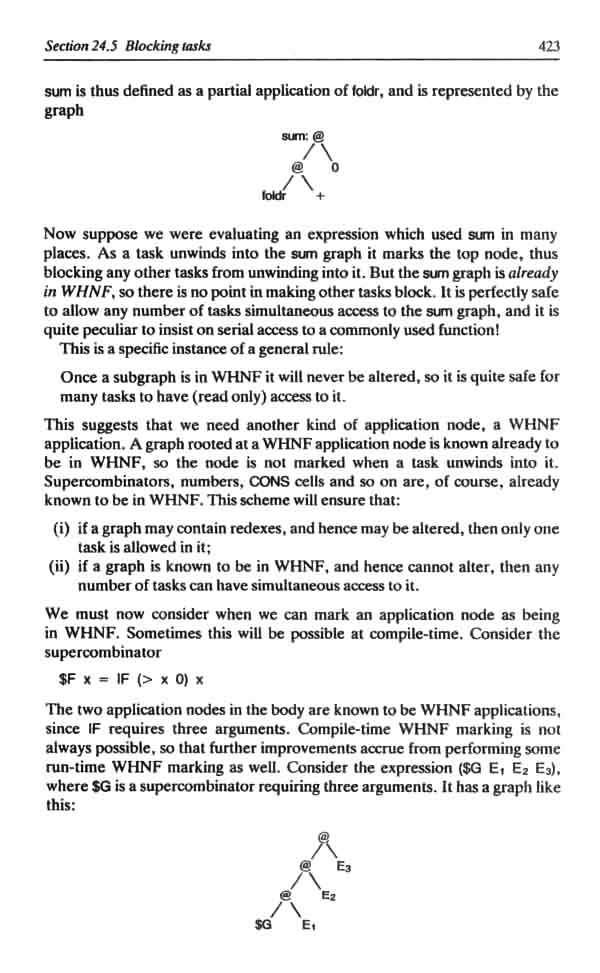 Section 24.5 Blocking tasks 423
sum is thus defined as a partial application of foldr, and is represented by the
graph
sum: @
@ 0
foldr +
Now suppose we were evaluating an expression which used sum in many
places. As a task unwinds into the sum graph it marks the top node, thus
blocking any other tasks from unwinding into it. But the sum graph is already
in WHNF, so there is no point in making other tasks block. It is perfectly safe
to allow any number of tasks simultaneous access to the sum graph, and it is
quite peculiar to insist on serial access to a commonly used function!
This is a specific instance of a general rule:
Once a subgraph is in WHNF it will never be altered, so it is quite safe for
many tasks to have (read only) access to it.
This suggests that we need another kind of application node, a WHNF
application. A graph rooted at a WHNF application node is known already to
be in WHNF, so the node is not marked when a task unwinds into it.
Supercombinators, numbers, CONS cells and so on are, of course, already
known to be in WHNF. This scheme will ensure that:
(i) if a graph may contain redexes, and hence may be altered, then only one
task is allowed in it;
(ii) if a graph is known to be in WHNF, and hence cannot alter, then any
number of tasks can have simultaneous access to it.
We must now consider when we can mark an application node as being
in WHNF. Sometimes this will be possible at compile-time. Consider the
supercombinator
$F x = IF (> x 0) x
The two application nodes in the body are known to be WHNF applications,
since IF requires three arguments. Compile-time WHNF marking is not
always possible, so that further improvements accrue from performing some
run-time WHNF marking as well. Consider the expression ($G E₁ E₂ E₃),
where $G is a supercombinator requiring three arguments. It has a graph like
this:
@
@ E₃
@ E₂
$G E₁